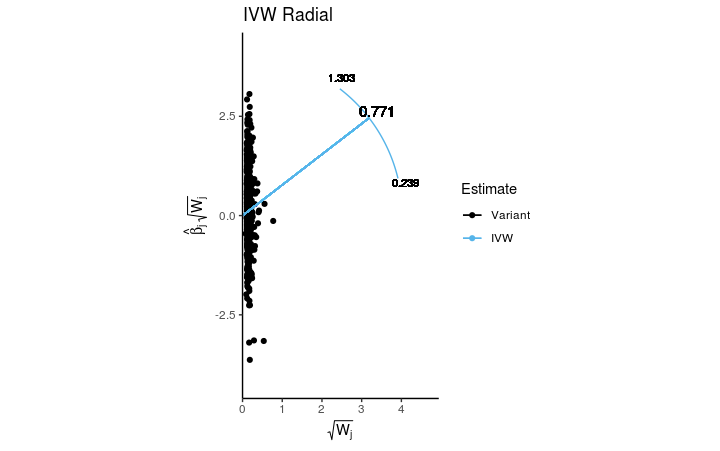 IVW Radial
1.303
0.771
0.239
2.5
0.0
-2.5
β̂j√Wj
0 1 2 3 4
√Wj
Estimate
Variant
IVW